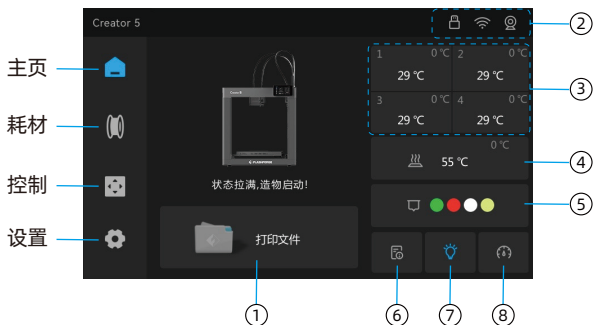 Creator 5
②
主页
1 0 ℃ 2 0 ℃
29 ℃ 29 ℃
③
耗材
3 0 ℃ 4 0 ℃
29 ℃ 29 ℃
0 ℃
55 ℃
④
控制
状态拉满,造物启动!
⑤
设置
打印文件
① ⑥ ⑦ ⑧